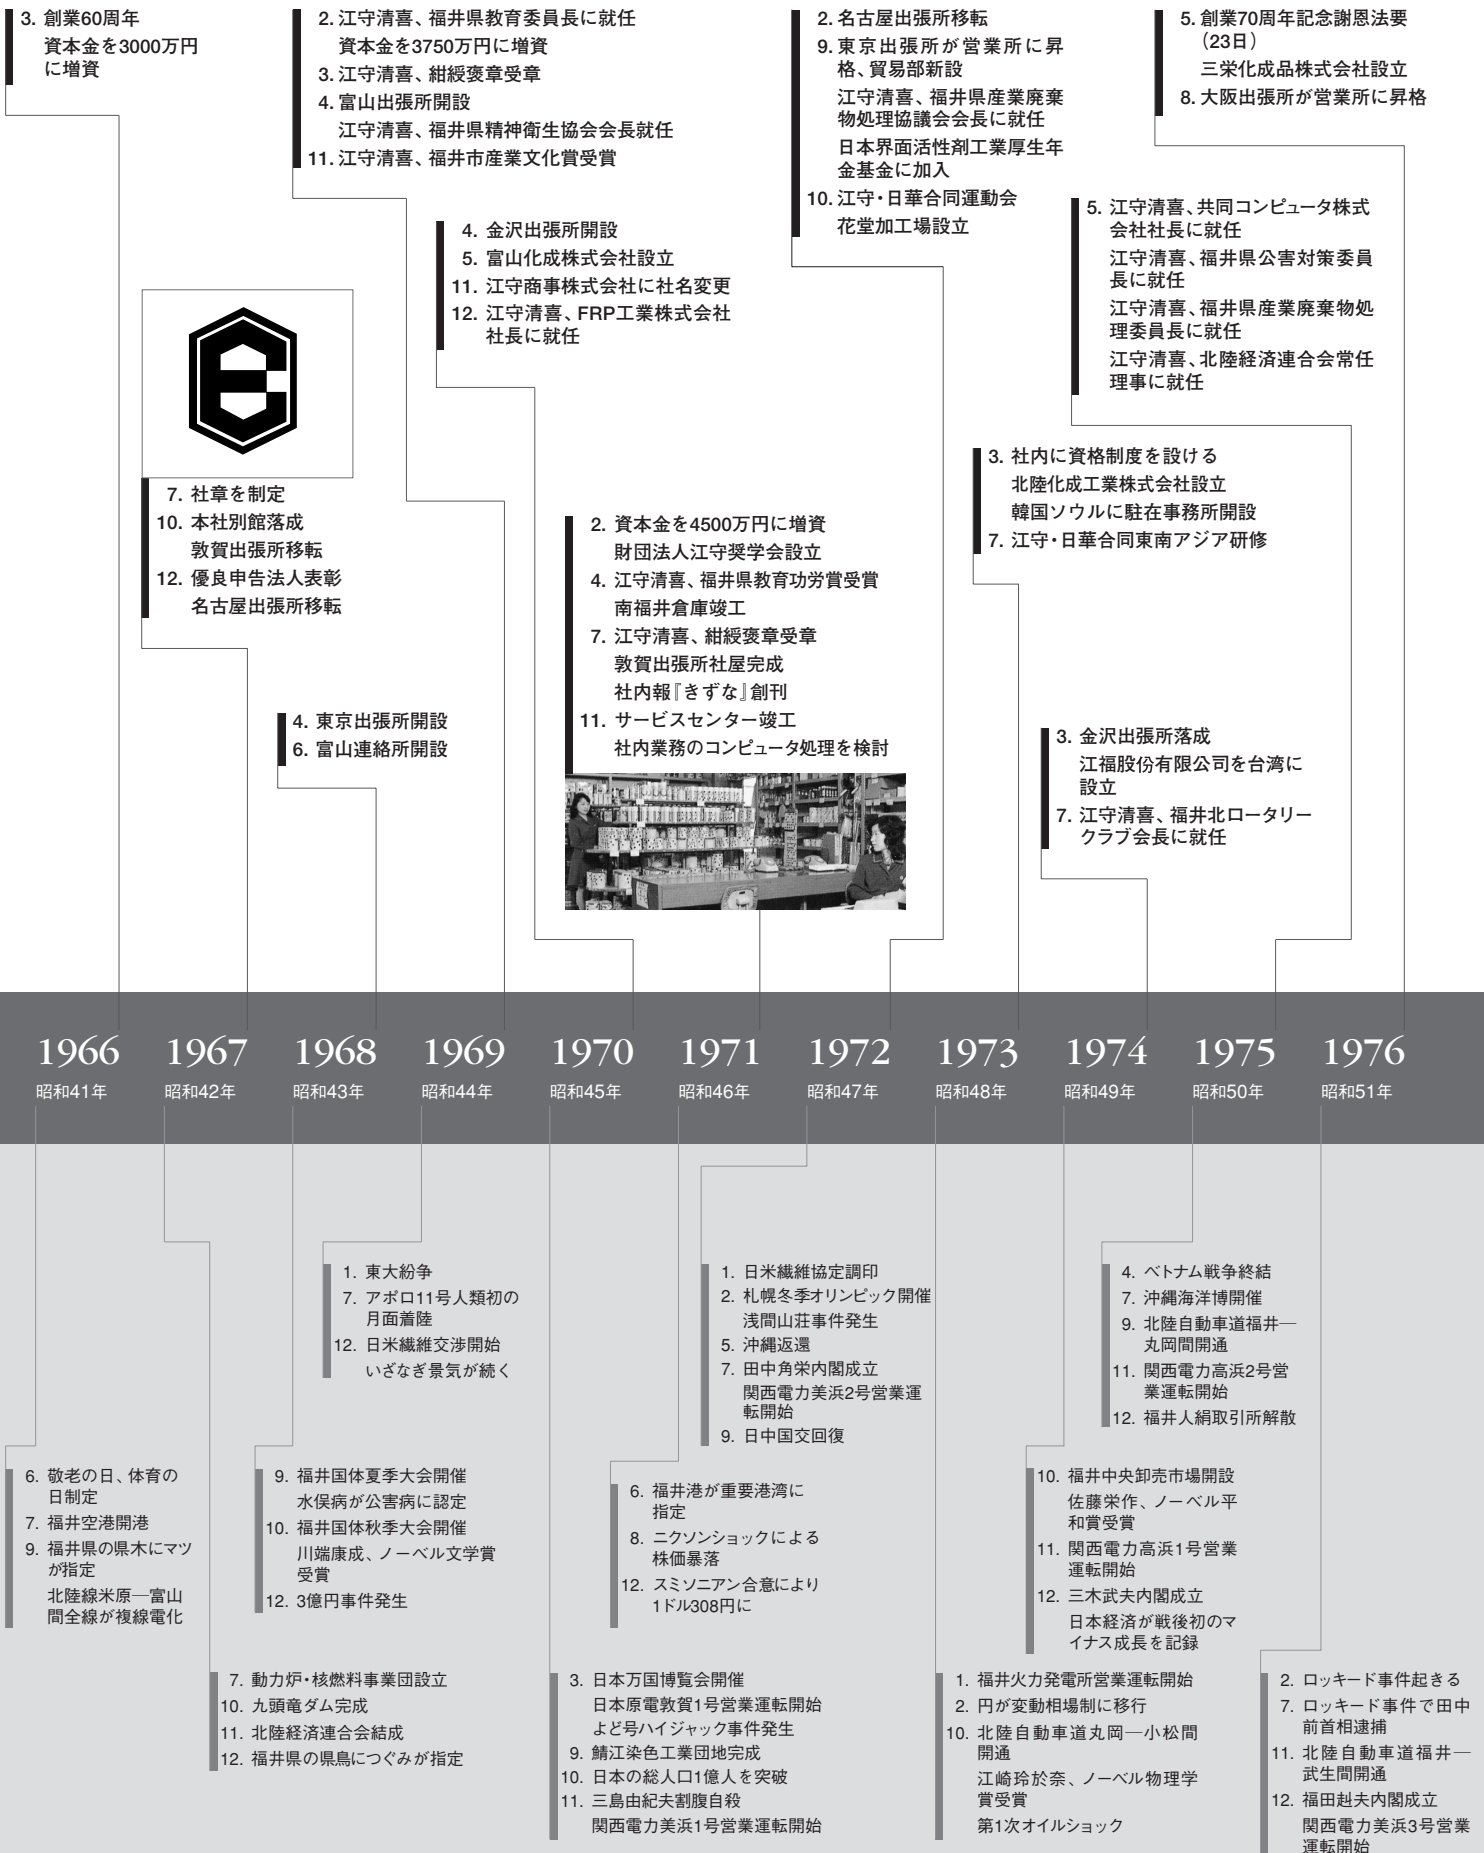 3. 創業60周年
資本金を3000万円
に増資
2. 江守清喜、福井県教育委員長に就任
資本金を3750万円に増資
3. 江守清喜、紺綬褒章受章
4. 富山出張所開設
江守清喜、福井県精神衛生協会会長就任
11. 江守清喜、福井市産業文化賞受賞
2. 名古屋出張所移転
9. 東京出張所が営業所に昇
格、貿易部新設
江守清喜、福井県産業廃棄
物処理協議会会長に就任
日本界面活性剤工業厚生年
金基金に加入
10. 江守・日華合同運動会
花堂加工場設立
5. 創業70周年記念謝恩法要
(23日)
三栄化成品株式会社設立
8. 大阪出張所が営業所に昇格
4. 金沢出張所開設
5. 富山化成株式会社設立
11. 江守商事株式会社に社名変更
12. 江守清喜、FRP工業株式会社
社長に就任
5. 江守清喜、共同コンピュータ株式
会社社長に就任
江守清喜、福井県公害対策委員
長に就任
江守清喜、福井県産業廃棄物処
理委員長に就任
江守清喜、北陸経済連合会常任
理事に就任
7. 社章を制定
10. 本社別館落成
敦賀出張所移転
12. 優良申告法人表彰
名古屋出張所移転
3. 社内に資格制度を設ける
北陸化成工業株式会社設立
韓国ソウルに駐在事務所開設
7. 江守・日華合同東南アジア研修
2. 資本金を4500万円に増資
財団法人江守奨学会設立
4. 江守清喜、福井県教育功労賞受賞
南福井倉庫竣工
7. 江守清喜、紺綬褒章受章
敦賀出張所社屋完成
社内報『きずな』創刊
11. サービスセンター竣工
社内業務のコンピュータ処理を検討
4. 東京出張所開設
6. 富山連絡所開設
3. 金沢出張所落成
江福股份有限公司を台湾に
設立
7. 江守清喜、福井北ロータリー
クラブ会長に就任
1966 1967 1968 1969 1970 1971 1972 1973 1974 1975 1976
昭和41年 昭和42年 昭和43年 昭和44年 昭和45年 昭和46年 昭和47年 昭和48年 昭和49年 昭和50年 昭和51年
1. 東大紛争
7. アポロ11号人類初の
月面着陸
12. 日米繊維交渉開始
いざなぎ景気が続く
1. 日米繊維協定調印
2. 札幌冬季オリンピック開催
浅間山荘事件発生
5. 沖縄返還
7. 田中角栄内閣成立
関西電力美浜2号営業運
転開始
9. 日中国交回復
4. ベトナム戦争終結
7. 沖縄海洋博開催
9. 北陸自動車道福井―
丸岡間開通
11. 関西電力高浜2号営
業運転開始
12. 福井人絹取引所解散
6. 敬老の日、体育の
日制定
7. 福井空港開港
9. 福井県の県木にマツ
が指定
北陸線米原―富山
間全線が複線電化
9. 福井国体夏季大会開催
水俣病が公害病に認定
10. 福井国体秋季大会開催
川端康成、ノーベル文学賞
受賞
12. 3億円事件発生
6. 福井港が重要港湾に
指定
8. ニクソンショックによる
株価暴落
12. スミソニアン合意により
1ドル308円に
10. 福井中央卸売市場開設
佐藤栄作、ノーベル平
和賞受賞
11. 関西電力高浜1号営業
運転開始
12. 三木武夫内閣成立
日本経済が戦後初のマ
イナス成長を記録
7. 動力炉・核燃料事業団設立
10. 九頭竜ダム完成
11. 北陸経済連合会結成
12. 福井県の県鳥につぐみが指定
3. 日本万国博覧会開催
日本原電敦賀1号営業運転開始
よど号ハイジャック事件発生
9. 鯖江染色工業団地完成
10. 日本の総人口1億人を突破
11. 三島由紀夫割腹自殺
関西電力美浜1号営業運転開始
1. 福井火力発電所営業運転開始
2. 円が変動相場制に移行
10. 北陸自動車道丸岡―小松間
開通
江崎玲於奈、ノーベル物理学
賞受賞
第1次オイルショック
2. ロッキード事件起きる
7. ロッキード事件で田中
前首相逮捕
11. 北陸自動車道福井―
武生間開通
12. 福田赳夫内閣成立
関西電力美浜3号営業
運転開始